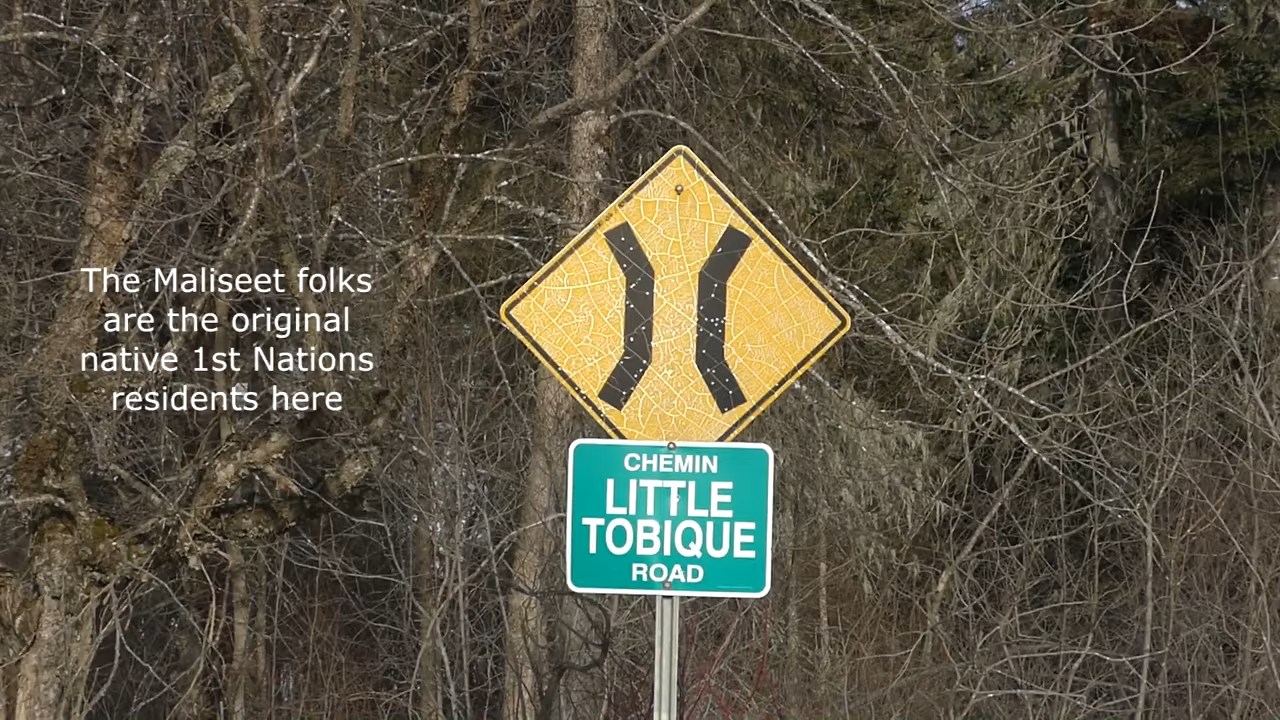 The Maliseet folks
are the original
native 1st Nations
residents here
CHEMIN
LITTLE
TOBIQUE
ROAD